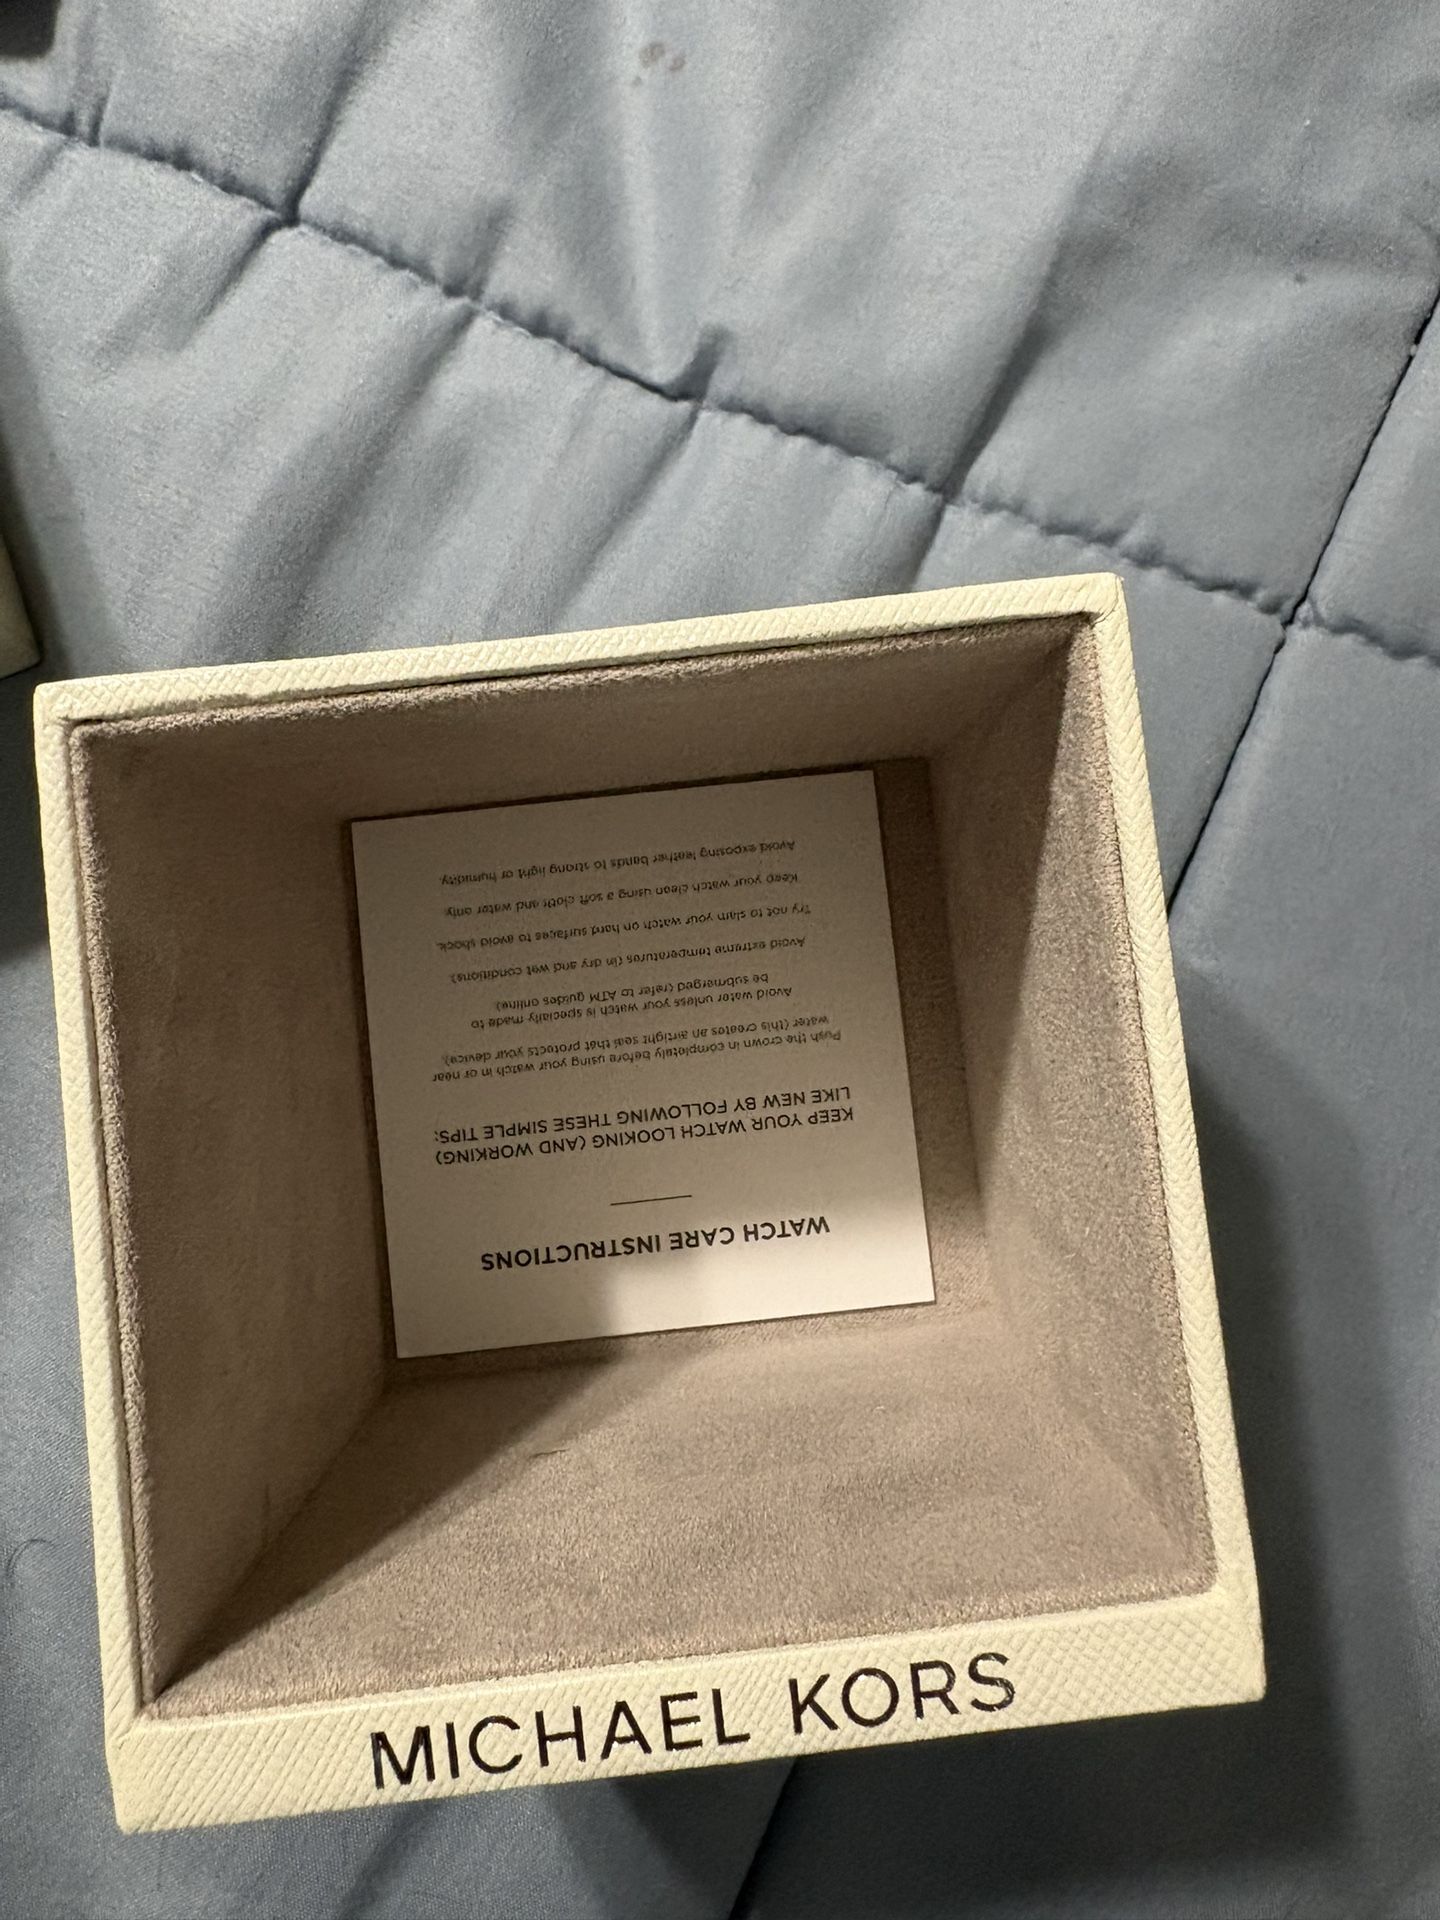 WATCH CARE INSTRUCTIONS
KEEP YOUR WATCH LOOKING (AND WORKING)
LIKE NEW BY FOLLOWING THESE SIMPLE TIPS:
Push the crown in completely before using your watch in or near
water (this creates an airtight seal that protects your device).
Avoid water unless your watch is specially made to
be submerged (refer to ATM guides online).
Avoid extreme temperatures (in dry and wet conditions).
Try not to slam your watch on hard surfaces to avoid shock.
Keep your watch clean using a soft cloth and water only.
Avoid exposing leather bands to strong light or humidity.
MICHAEL KORS